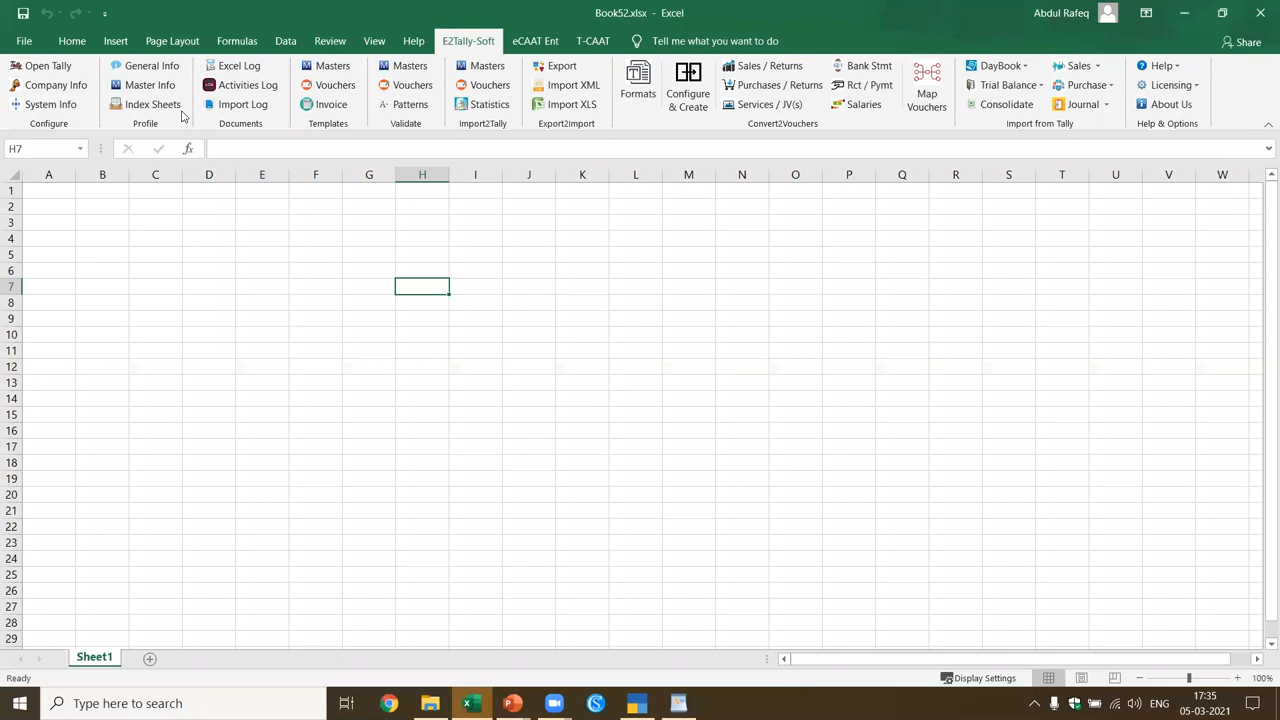 Book52.xlsx - Excel
Abdul Rafeq
File Home Insert Page Layout Formulas Data Review View Help E2Tally-Soft eCAAT Ent T-CAAT Tell me what you want to do Share
Open Tally General Info Excel Log Masters Masters Masters Export Sales / Returns Bank Stmt DayBook Sales Help
Company Info Master Info Activities Log Vouchers Vouchers Vouchers Import XML Formats Configure & Create Purchases / Returns Rct / Pymt Map Vouchers Trial Balance Purchase Licensing
System Info Index Sheets Import Log Invoice Patterns Statistics Import XLS Services / JV(s) Salaries Consolidate Journal About Us
Configure Profile Documents Templates Validate Import2Tally Export2Import Convert2Vouchers Import from Tally Help & Options
H7 fx
A B C D E F G H I J K L M N O P Q R S T U V W
1
2
3
4
5
6
7
8
9
10
11
12
13
14
15
16
17
18
19
20
21
22
23
24
25
26
27
28
29
Sheet1
Ready Display Settings 100%
Type here to search
17:35
05-03-2021